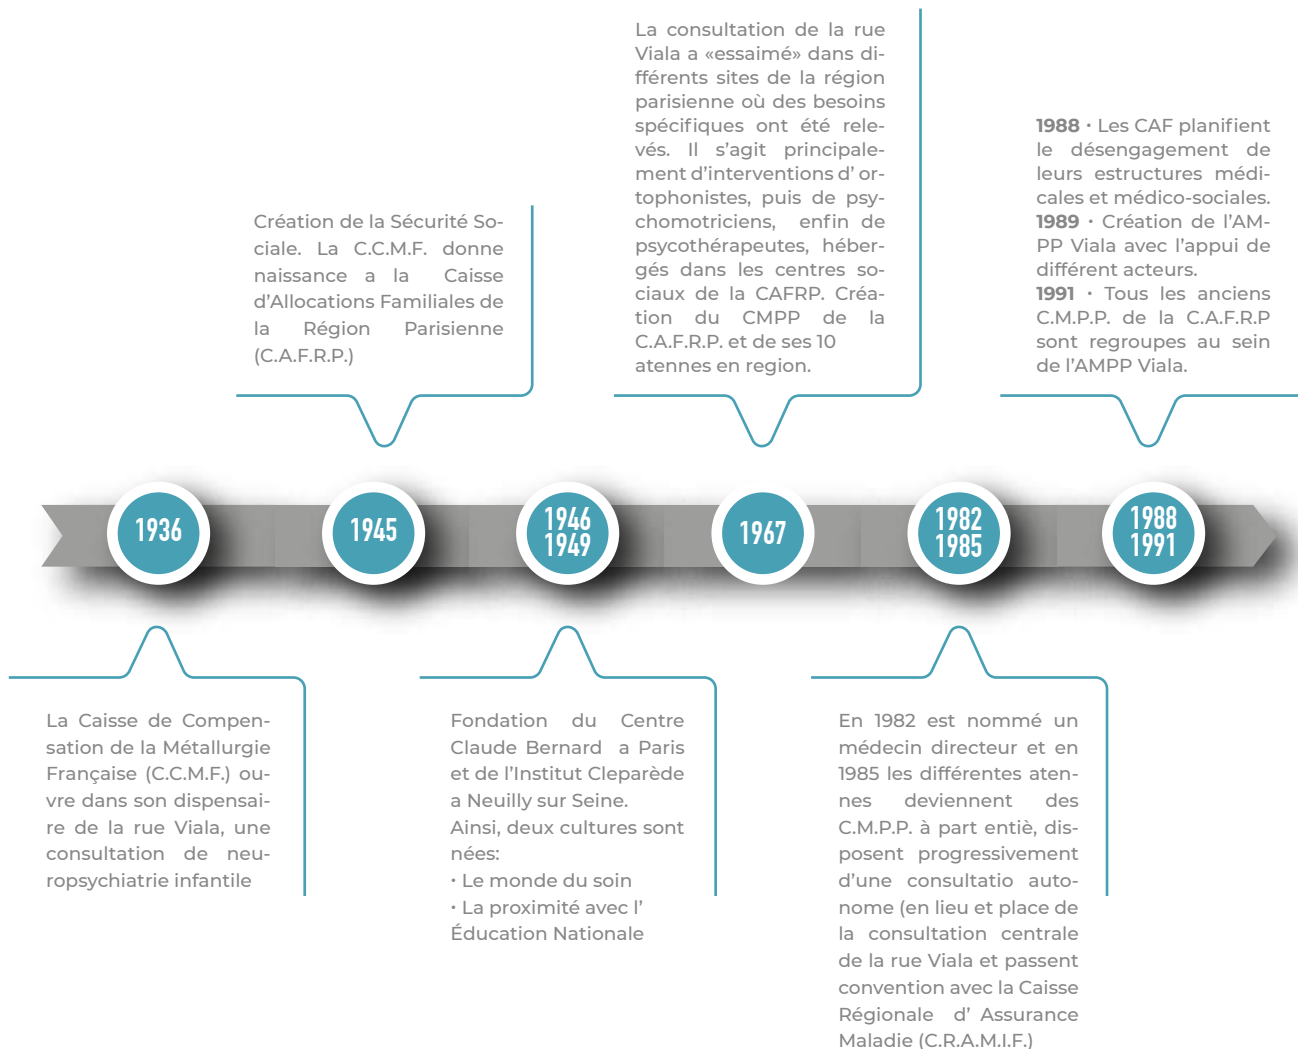 La consultation de la rue
Viala a «essaimé» dans di-
fférents sites de la région
parisienne où des besoins
spécifiques ont été rele-
vés. Il s’agit principale-
ment d’interventions d’ or-
tophonistes, puis de psy-
chomotriciens, enfin de
psycothérapeutes, héber-
gés dans les centres so-
ciaux de la CAFRP. Créa-
tion du CMPP de la
C.A.F.R.P. et de ses 10
atennes en region.
1988 · Les CAF planifient
le désengagement de
leurs estructures médi-
cales et médico-sociales.
1989 · Création de l’AM-
PP Viala avec l’appui de
différent acteurs.
1991 · Tous les anciens
C.M.P.P. de la C.A.F.R.P
sont regroupes au sein
de l’AMPP Viala.
Création de la Sécurité So-
ciale. La C.C.M.F. donne
naissance a la Caisse
d’Allocations Familiales de
la Région Parisienne
(C.A.F.R.P.)
1936
1945
1946
1949
1967
1982
1985
1988
1991
La Caisse de Compen-
sation de la Métallurgie
Française (C.C.M.F.) ou-
vre dans son dispensai-
re de la rue Viala, une
consultation de neu-
ropsychiatrie infantile
Fondation du Centre
Claude Bernard a Paris
et de l’Institut Cleparède
a Neuilly sur Seine.
Ainsi, deux cultures sont
nées:
· Le monde du soin
· La proximité avec l’
Éducation Nationale
En 1982 est nommé un
médecin directeur et en
1985 les différentes aten-
nes deviennent des
C.M.P.P. à part entiè, dis-
posent progressivement
d’une consultatio auto-
nome (en lieu et place de
la consultation centrale
de la rue Viala et passent
convention avec la Caisse
Régionale d’ Assurance
Maladie (C.R.A.M.I.F.)